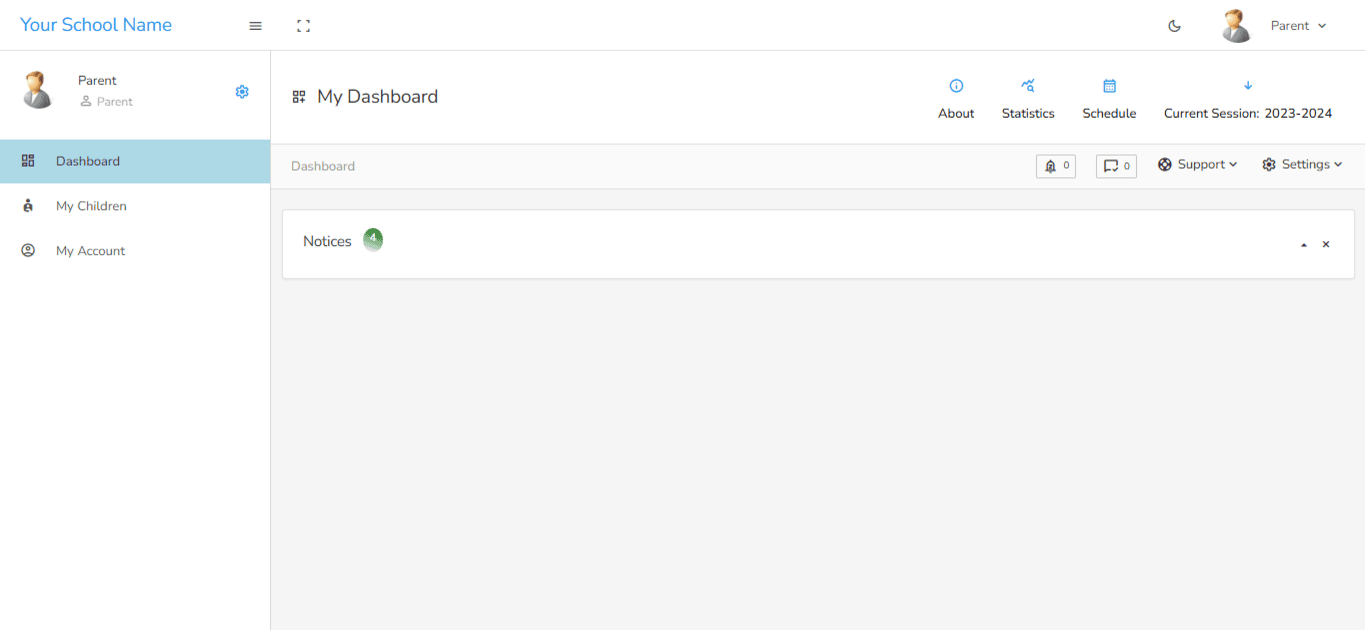 Your School Name
Parent
Parent
Parent
My Dashboard
About
Statistics
Schedule
Current Session: 2023-2024
Dashboard
My Children
My Account
Dashboard
0
0
Support
Settings
Notices 4